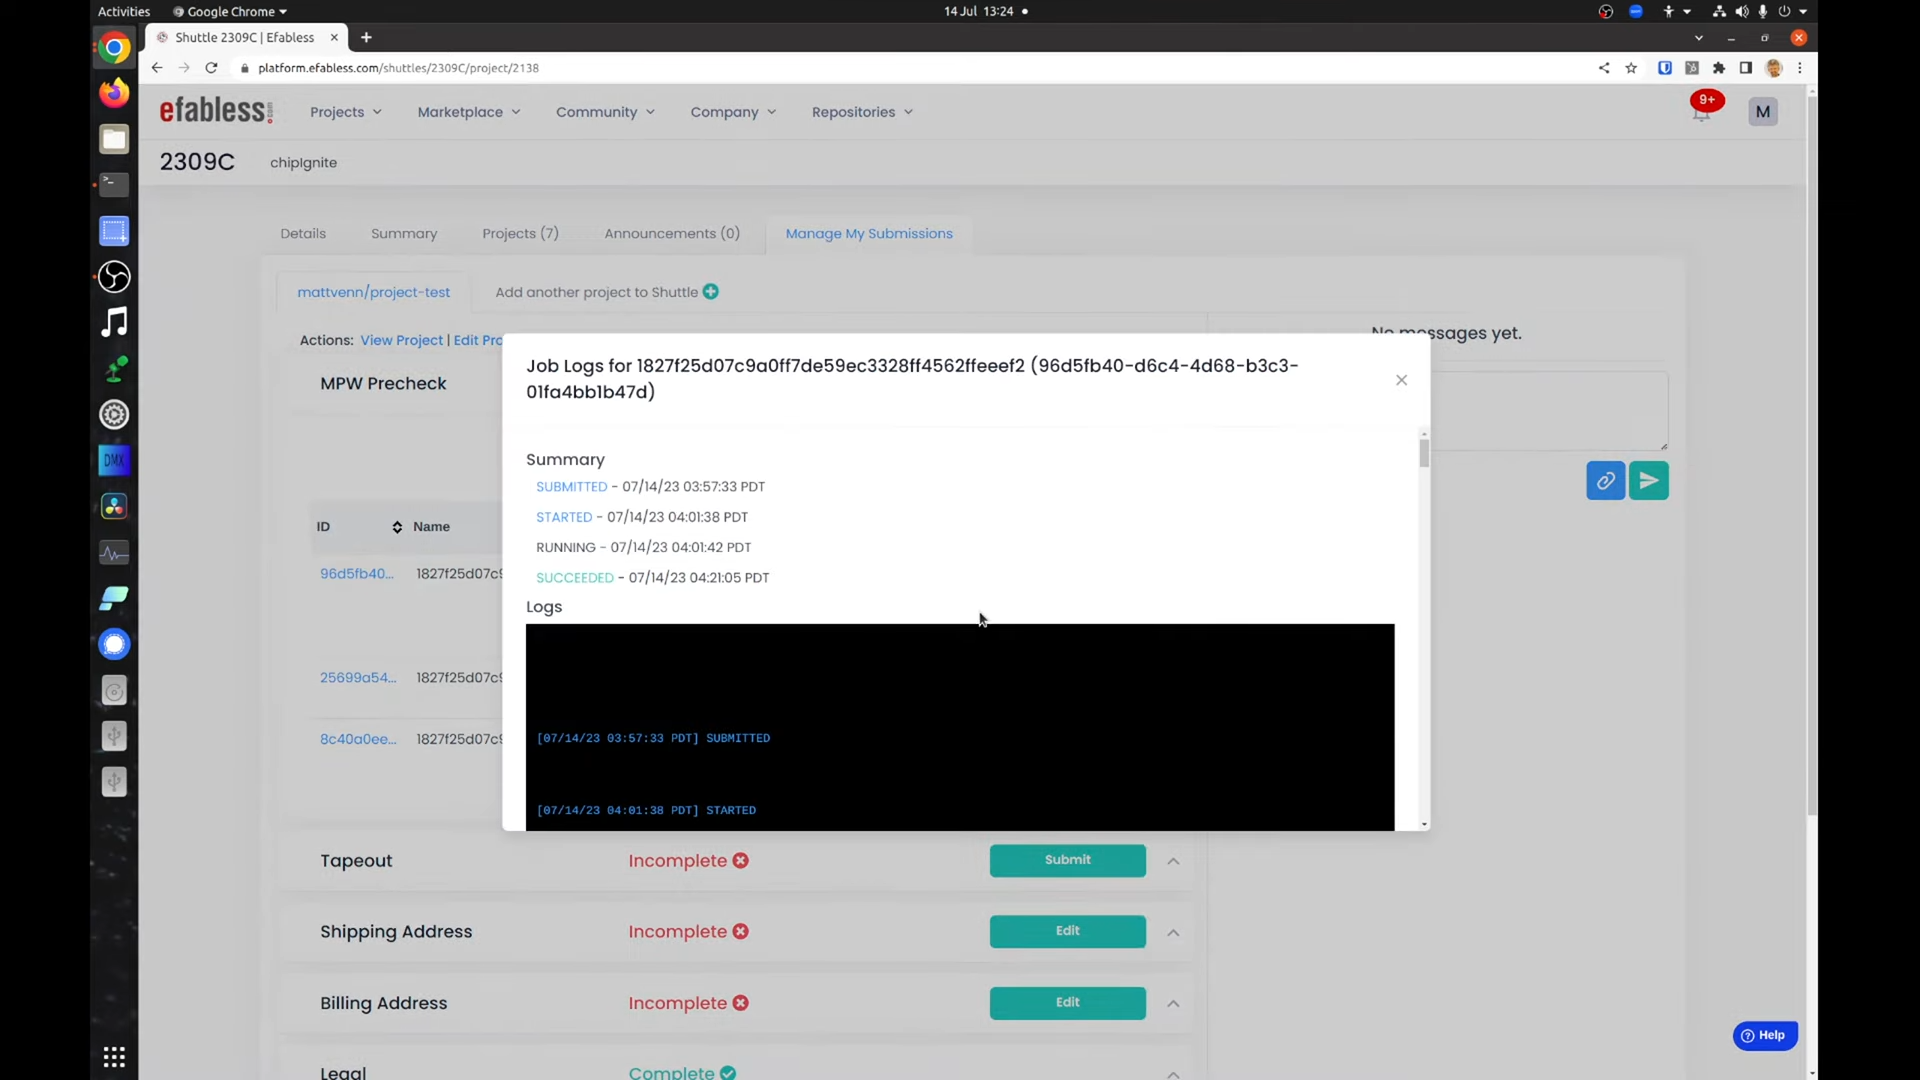 Activities
Google Chrome
14 Jul 13:24
Shuttle 2309C | Efabless
platform.efabless.com/shuttles/2309C/project/2138
efabless
Projects
Marketplace
Community
Company
Repositories
9+
M
2309C
chipIgnite
Details
Summary
Projects (7)
Announcements (0)
Manage My Submissions
mattvenn/project-test
Add another project to Shuttle
Actions: View Project | Edit Pro
No messages yet.
MPW Precheck
Job Logs for 1827f25d07c9a0ff7de59ec3328ff4562ffeeef2 (96d5fb40-d6c4-4d68-b3c3-
01fa4bb1b47d)
Summary
SUBMITTED - 07/14/23 03:57:33 PDT
STARTED - 07/14/23 04:01:38 PDT
RUNNING - 07/14/23 04:01:42 PDT
SUCCEEDED - 07/14/23 04:21:05 PDT
Logs
[07/14/23 03:57:33 PDT] SUBMITTED
[07/14/23 04:01:38 PDT] STARTED
ID
Name
96d5fb40...
1827f25d07c9
25699a54...
1827f25d07c9
8c40a0ee...
1827f25d07c9
DMX
Tapeout
Incomplete
Submit
Shipping Address
Incomplete
Edit
Billing Address
Incomplete
Edit
Legal
Complete
Help